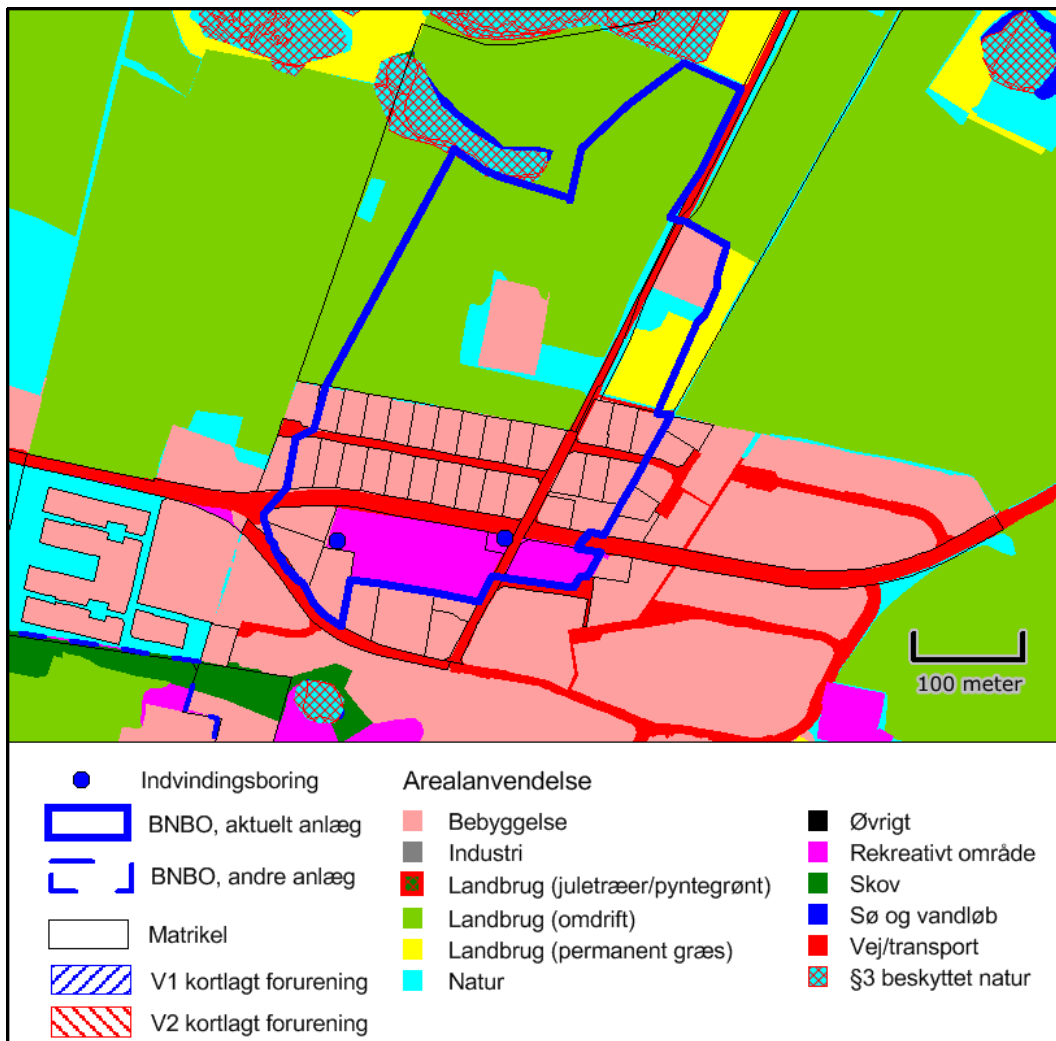 100 meter
Indvindingsboring
BNBO, aktuelt anlæg
BNBO, andre anlæg
Matrikel
V1 kortlagt forurening
V2 kortlagt forurening
Arealanvendelse
Bebyggelse
Industri
Landbrug (juletræer/pyntegrønt)
Landbrug (omdrift)
Landbrug (permanent græs)
Natur
Øvrigt
Rekreativt område
Skov
Sø og vandløb
Vej/transport
§3 beskyttet natur